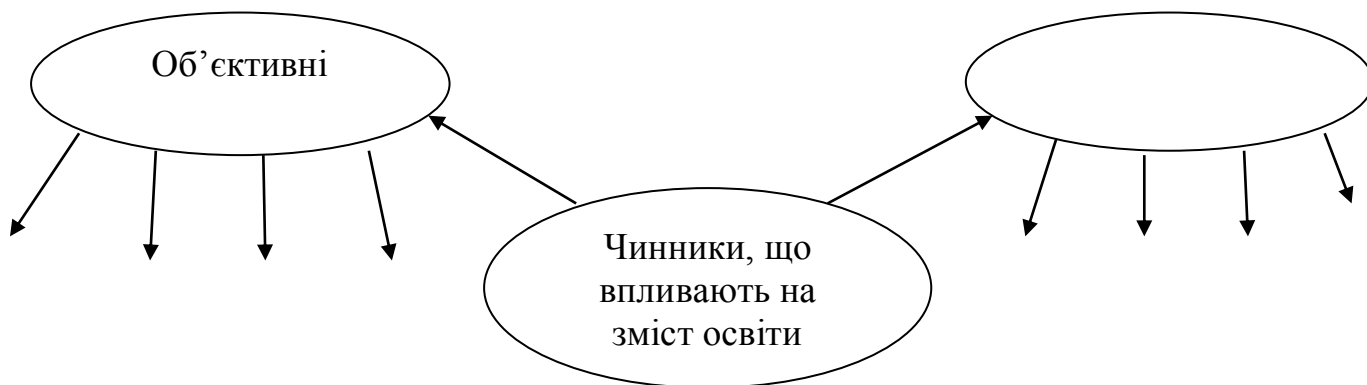 Об’єктивні
Чинники, що
впливають на
зміст освіти